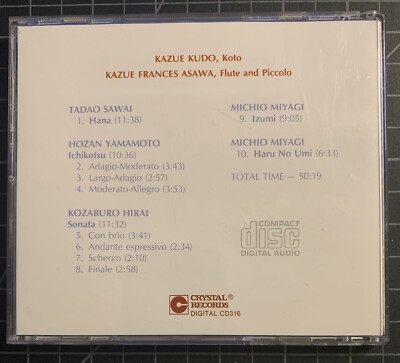 KAZUE KUDO, Koto
KAZUE FRANCES ASAWA, Flute and Piccolo
TADAO SAWAI
1. Hana (11:38)
HOZAN YAMAMOTO
Ichikotsu (10:36)
2. Adagio-Moderato (3:43)
3. Largo-Adagio (2:57)
4. Moderato-Allegro (3:53)
KOZABURO HIRAI
Sonata (11:32)
5. Con brio (3:41)
6. Andante espressivo (2:34)
7. Scherzo (2:10)
8. Finale (2:58)
MICHIO MIYAGI
9. Izumi (9:05)
MICHIO MIYAGI
10. Haru No Umi (6:33)
TOTAL TIME — 50:19
COMPACT
disc
DIGITAL AUDIO
CRYSTAL®
RECORDS
DIGITAL CD316